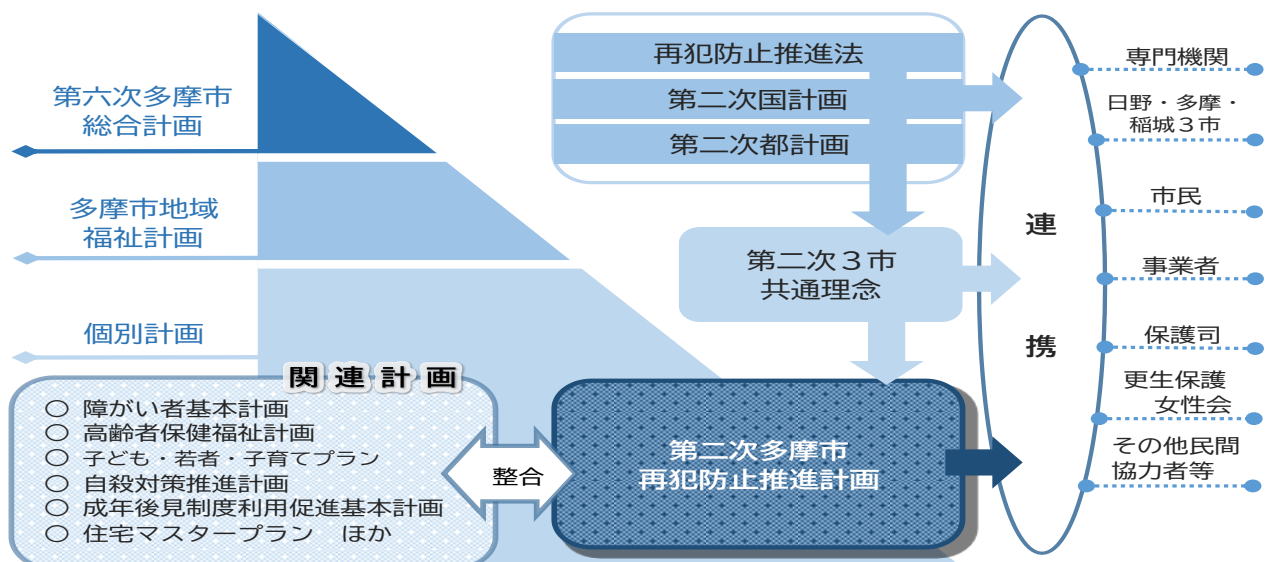 第六次多摩市
総合計画
多摩市地域
福祉計画
個別計画
関連計画
○ 障がい者基本計画
○ 高齢者保健福祉計画
○ 子ども・若者・子育てプラン
○ 自殺対策推進計画
○ 成年後見制度利用促進基本計画
○ 住宅マスタープラン　ほか
整合
再犯防止推進法
第二次国計画
第二次都計画
第二次３市
共通理念
第二次多摩市
再犯防止推進計画
連
携
専門機関
日野・多摩・
稲城３市
市民
事業者
保護司
更生保護
女性会
その他民間
協力者等